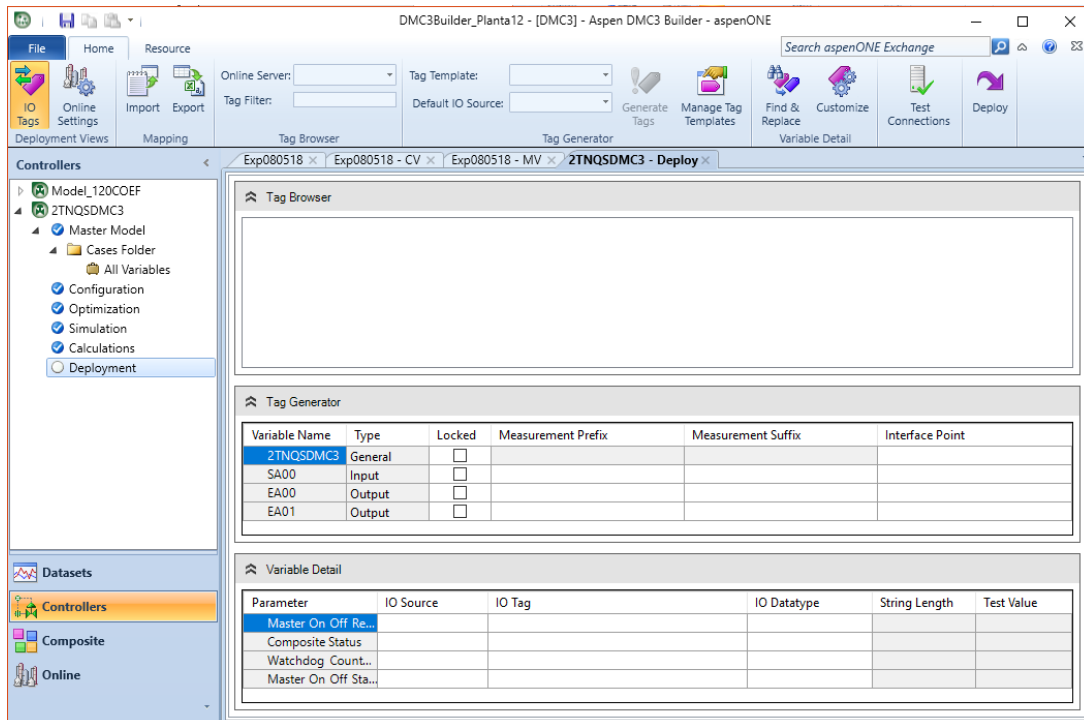 DMC3Builder_Planta12 - [DMC3] - Aspen DMC3 Builder - aspenONE
File Home Resource Search aspenONE Exchange
IO Tags
Online Settings
Deployment Views
Import Export
Mapping
Online Server:
Tag Filter:
Tag Browser
Tag Template:
Default IO Source:
Generate Tags
Manage Tag Templates
Tag Generator
Find & Replace
Customize
Variable Detail
Test Connections
Deploy
Controllers
Model_120COEF
2TNQSDMC3
Master Model
Cases Folder
All Variables
Configuration
Optimization
Simulation
Calculations
Deployment
Datasets
Controllers
Composite
Online
Exp080518 Exp080518 - CV Exp080518 - MV 2TNQSDMC3 - Deploy
Tag Browser
Tag Generator
Variable Name Type Locked Measurement Prefix Measurement Suffix Interface Point
2TNQSDMC3 General
SA00 Input
EA00 Output
EA01 Output
Variable Detail
Parameter IO Source IO Tag IO Datatype String Length Test Value
Master On Off Re...
Composite Status
Watchdog Count...
Master On Off Sta...